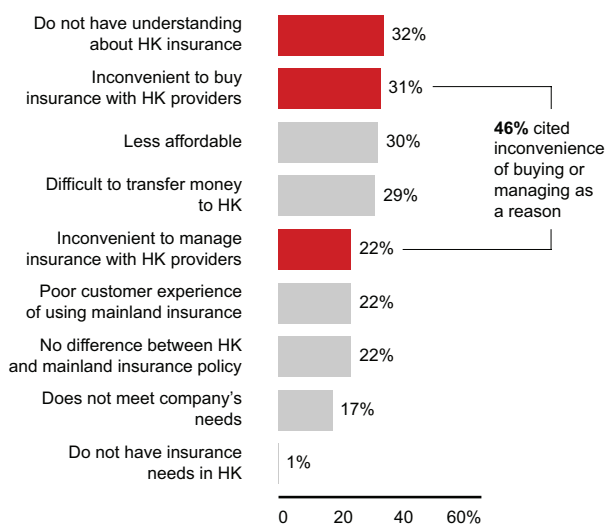 Do not have understanding
about HK insurance
32%
Inconvenient to buy
insurance with HK providers
31%
Less affordable
30%
Difficult to transfer money
to HK
29%
Inconvenient to manage
insurance with HK providers
22%
Poor customer experience
of using mainland insurance
22%
No difference between HK
and mainland insurance policy
22%
Does not meet company's
needs
17%
Do not have insurance
needs in HK
1%
46% cited
inconvenience
of buying or
managing as
a reason
0 20 40 60%